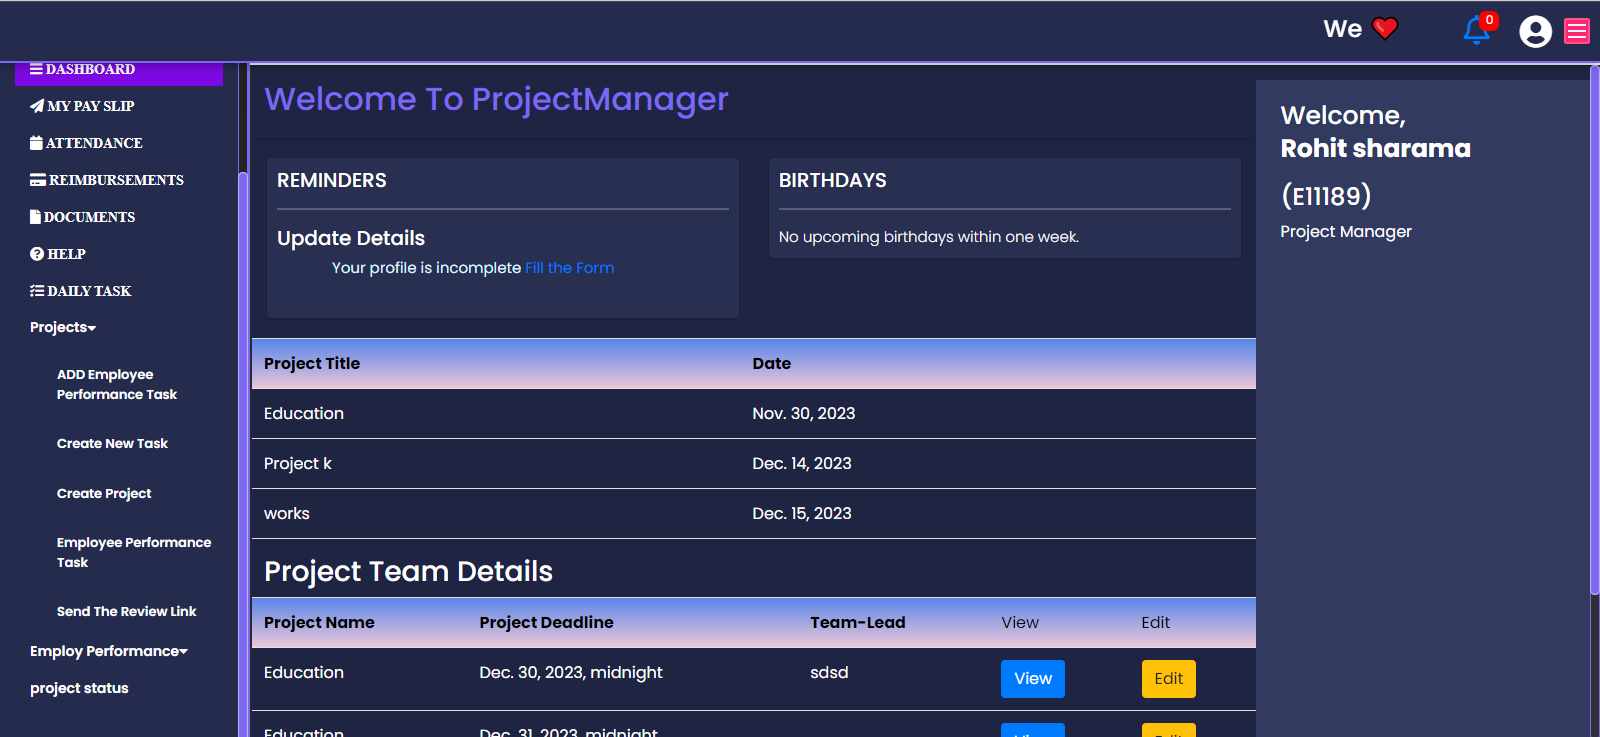 We
0
DASHBOARD
MY PAY SLIP
ATTENDANCE
REIMBURSEMENTS
DOCUMENTS
HELP
DAILY TASK
Projects
ADD Employee
Performance Task
Create New Task
Create Project
Employee Performance
Task
Send The Review Link
Employ Performance
project status
Welcome To ProjectManager
REMINDERS
Update Details
Your profile is incomplete Fill the Form
BIRTHDAYS
No upcoming birthdays within one week.
Project Title Date
Education Nov. 30, 2023
Project k Dec. 14, 2023
works Dec. 15, 2023
Project Team Details
Project Name Project Deadline Team-Lead View Edit
Education Dec. 30, 2023, midnight sdsd View Edit
Education Dec. 31, 2023, midnight View Edit
Welcome,
Rohit sharama
(E11189)
Project Manager